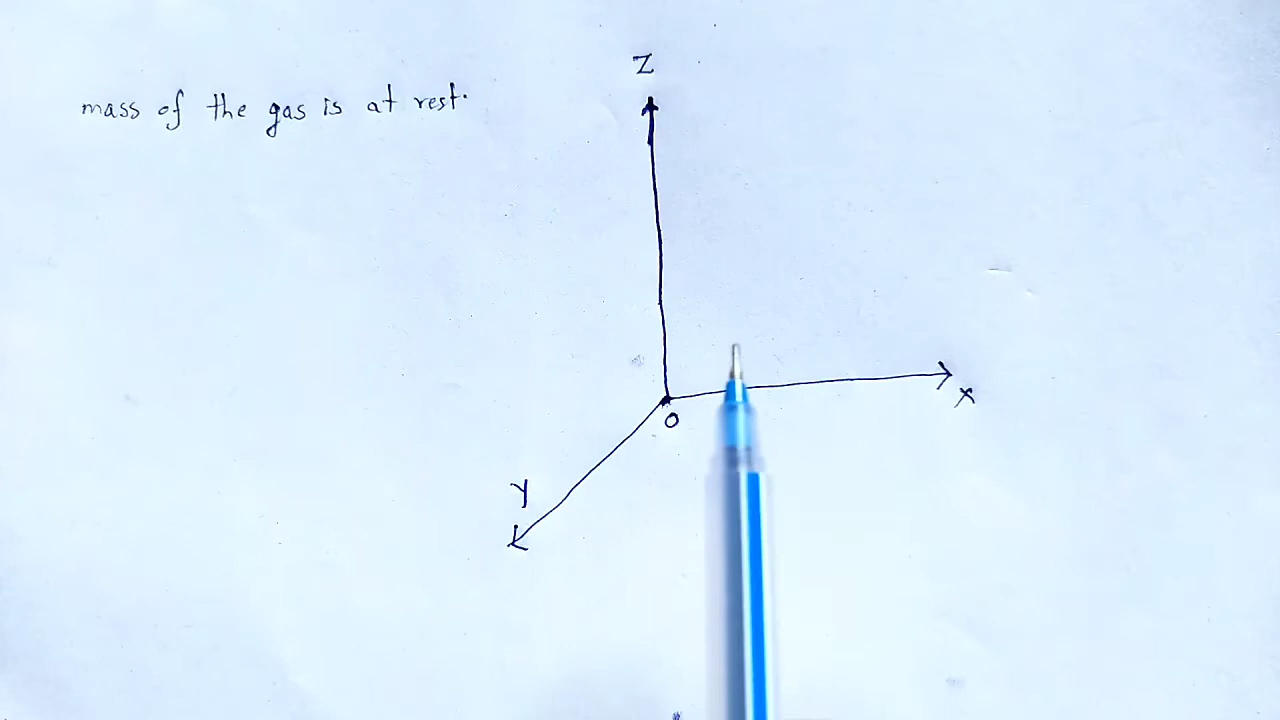 Z
mass of the gas is at rest.
X
O
Y